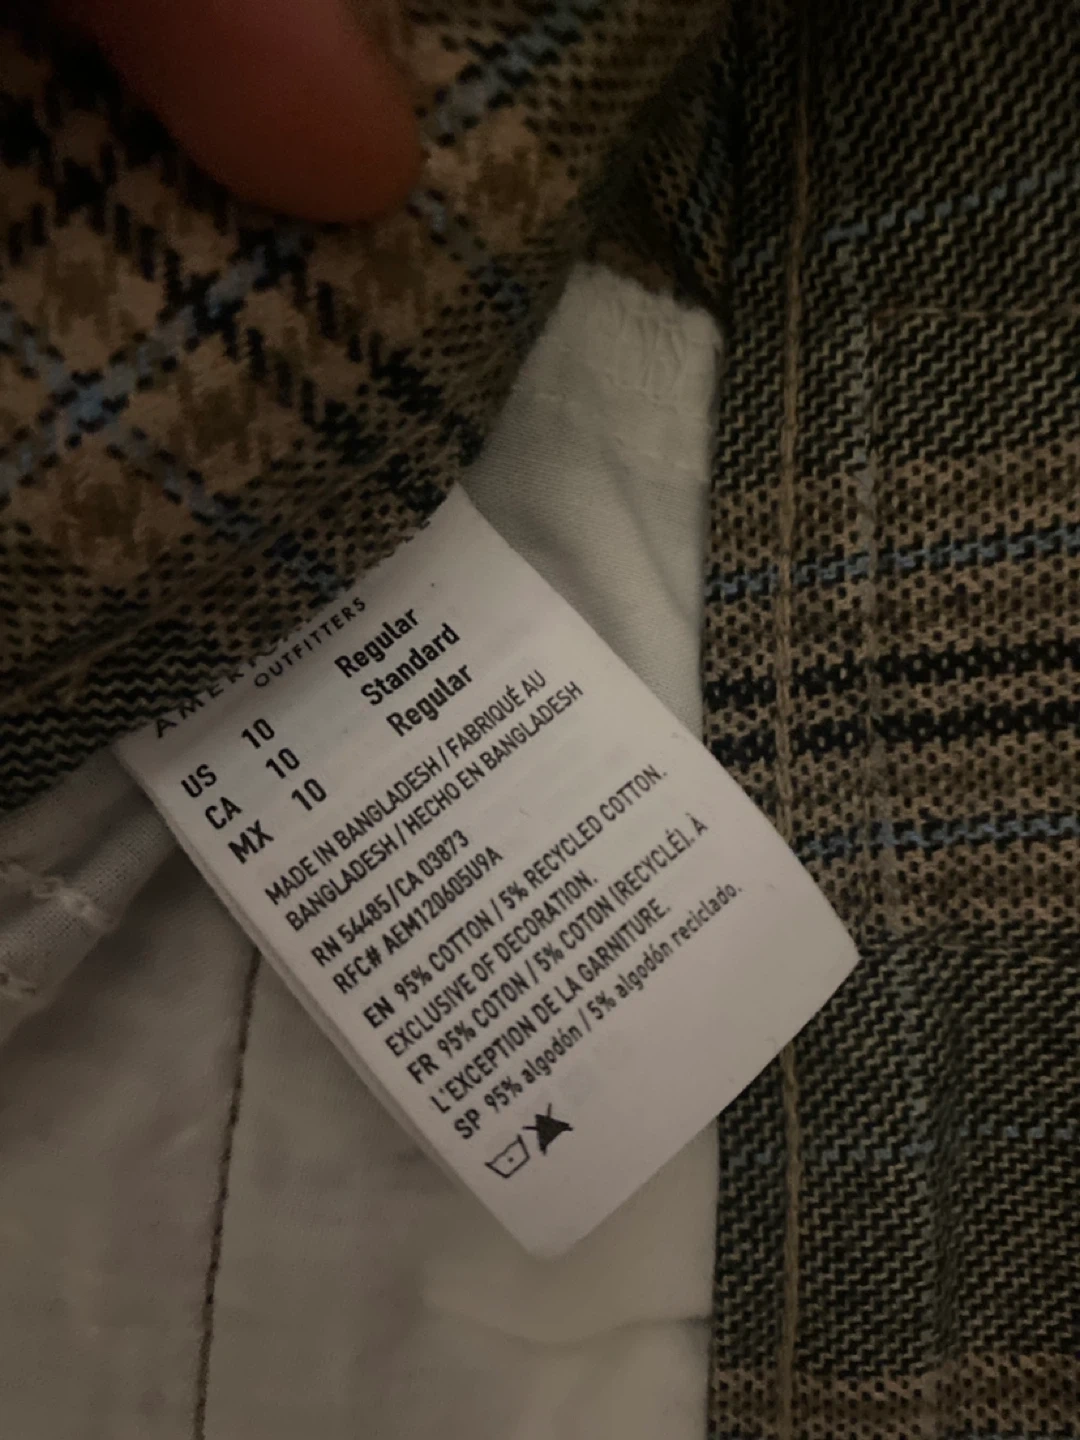 OUTFITTERS
US 10 Regular
CA 10 Standard
MX 10 Regular
MADE IN BANGLADESH / FABRIQUÉ AU
BANGLADESH / HECHO EN BANGLADESH
RN 54485 / CA 03873
RFC# AEM120605U9A
EN 95% COTTON / 5% RECYCLED COTTON.
EXCLUSIVE OF DECORATION.
FR 95% COTON / 5% COTON (RECYCLÉ). À
L'EXCEPTION DE LA GARNITURE.
SP 95% algodón / 5% algodón reciclado.